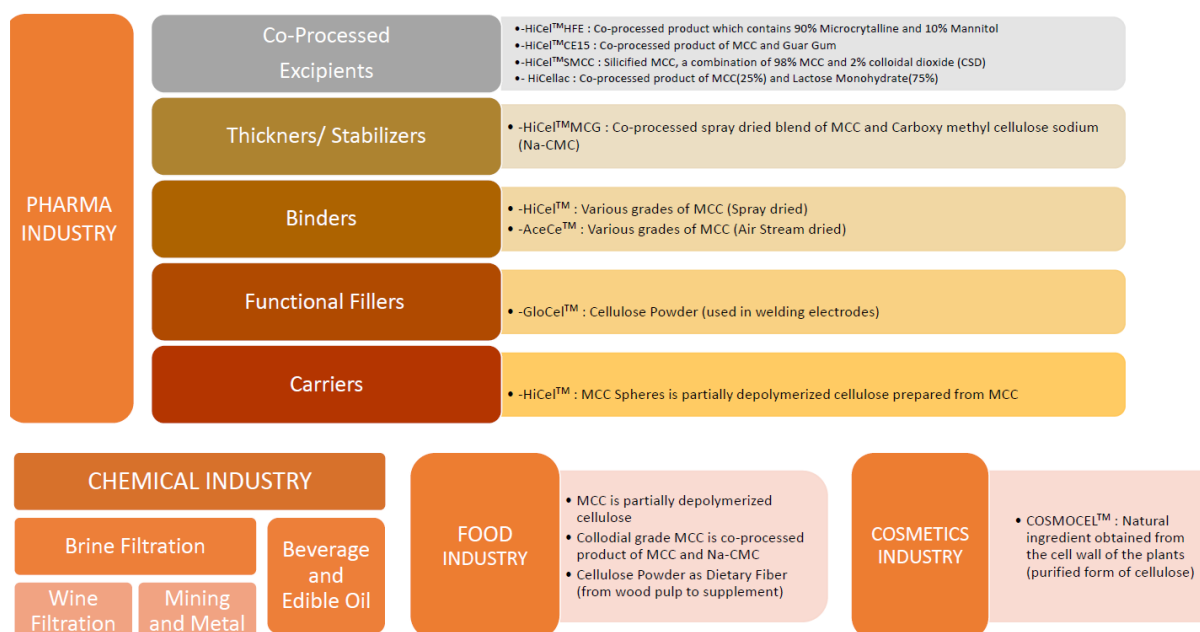 PHARMA
INDUSTRY
Co-Processed
Excipients
•-HiCel™HFE : Co-processed product which contains 90% Microcrytalline and 10% Mannitol
•-HiCel™CE15 : Co-processed product of MCC and Guar Gum
•-HiCel™SMCC : Silicified MCC, a combination of 98% MCC and 2% colloidal dioxide (CSD)
•- HiCellac : Co-processed product of MCC(25%) and Lactose Monohydrate(75%)
Thickners/ Stabilizers
• -HiCel™MCG : Co-processed spray dried blend of MCC and Carboxy methyl cellulose sodium
(Na-CMC)
Binders
• -HiCel™ : Various grades of MCC (Spray dried)
• -AceCe™ : Various grades of MCC (Air Stream dried)
Functional Fillers
• -GloCel™ : Cellulose Powder (used in welding electrodes)
Carriers
• -HiCel™ : MCC Spheres is partially depolymerized cellulose prepared from MCC
CHEMICAL INDUSTRY
Brine Filtration
Wine
Filtration
Mining
and Metal
Beverage
and
Edible Oil
FOOD
INDUSTRY
• MCC is partially depolymerized
cellulose
• Collodial grade MCC is co-processed
product of MCC and Na-CMC
• Cellulose Powder as Dietary Fiber
(from wood pulp to supplement)
COSMETICS
INDUSTRY
• COSMOCEL™ : Natural
ingredient obtained from
the cell wall of the plants
(purified form of cellulose)